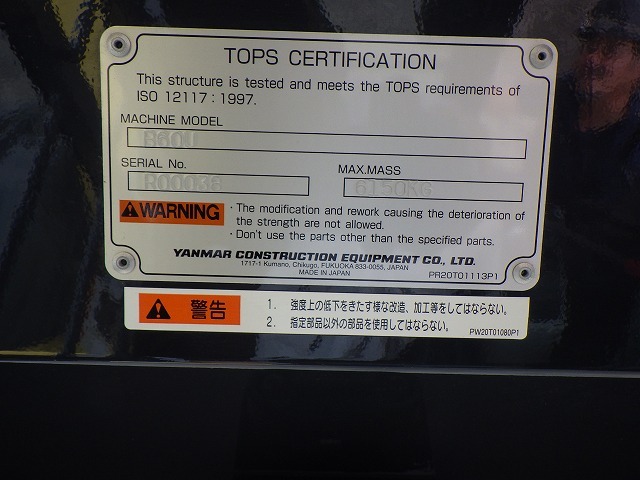 TOPS CERTIFICATION
This structure is tested and meets the TOPS requirements of
ISO 12117 : 1997.
MACHINE MODEL
SERIAL No.
MAX.MASS
R00036
6150KG
WARNING
・The modification and rework causing the deterioration of
the strength are not allowed.
・Don't use the parts other than the specified parts.
YANMAR CONSTRUCTION EQUIPMENT CO., LTD.
1717-1 Kumano, Chikugo, FUKUOKA 833-0055, JAPAN
MADE IN JAPAN
PR20T01113P1
警告
1. 強度上の低下をきたす様な改造、加工等をしてはならない。
2. 指定部品以外の部品を使用してはならない。
PW20T01080P1